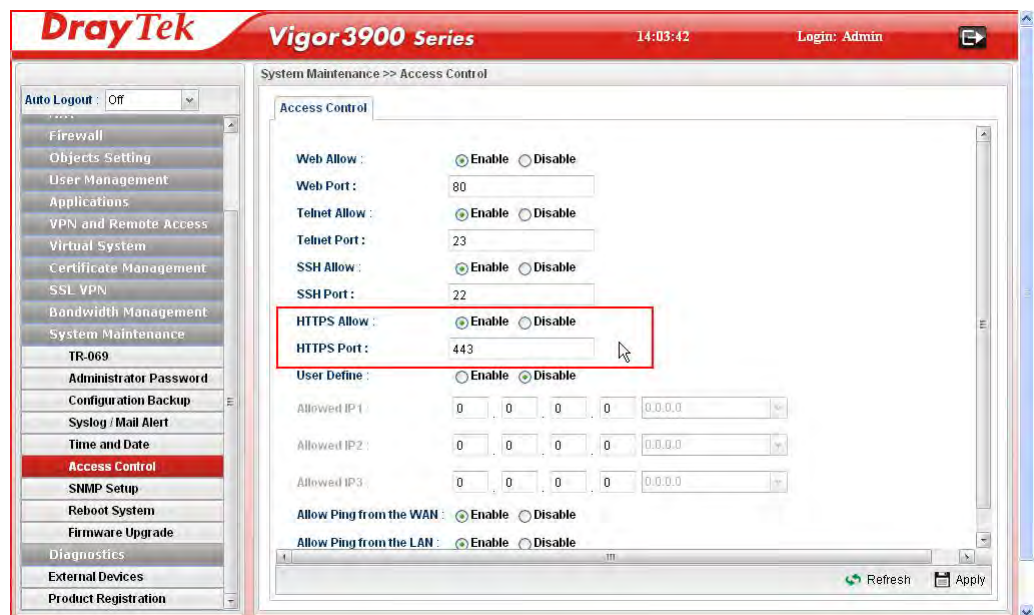 DrayTek
Vigor3900 Series
14:03:42
Login: Admin
Auto Logout : Off
Firewall
Objects Setting
User Management
Applications
VPN and Remote Access
Virtual System
Certificate Management
SSL VPN
Bandwidth Management
System Maintenance
TR-069
Administrator Password
Configuration Backup
Syslog / Mail Alert
Time and Date
Access Control
SNMP Setup
Reboot System
Firmware Upgrade
Diagnostics
External Devices
Product Registration
System Maintenance >> Access Control
Access Control
Web Allow : Enable Disable
Web Port : 80
Telnet Allow : Enable Disable
Telnet Port : 23
SSH Allow : Enable Disable
SSH Port : 22
HTTPS Allow : Enable Disable
HTTPS Port : 443
User Define : Enable Disable
Allowed IP1 : 0 . 0 . 0 . 0 0.0.0.0
Allowed IP2 : 0 . 0 . 0 . 0 0.0.0.0
Allowed IP3 : 0 . 0 . 0 . 0 0.0.0.0
Allow Ping from the WAN : Enable Disable
Allow Ping from the LAN : Enable Disable
Refresh Apply